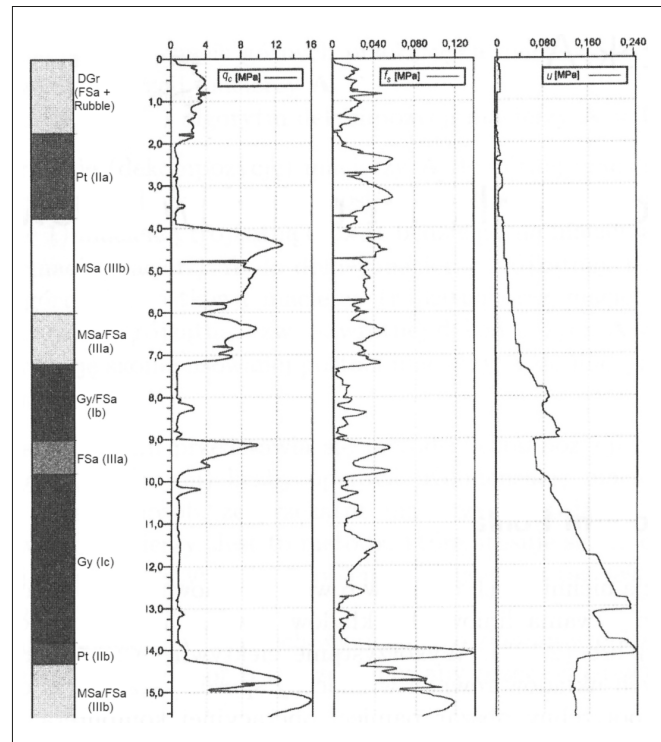 0 4 8 12 16
0 0,040 0,120
0 0,080 0,160 0,240
qc [MPa]
fs [MPa]
u [MPa]
0
1,0
2,0
3,0
4,0
5,0
6,0
7,0
8,0
9,0
10,0
11,0
12,0
13,0
14,0
15,0
DGr
(FSa +
Rubble)
Pt (IIa)
MSa (IIIb)
MSa/FSa
(IIIa)
Gy/FSa
(Ib)
FSa (IIIa)
Gy (Ic)
Pt (IIb)
MSa/FSa
(IIIb)